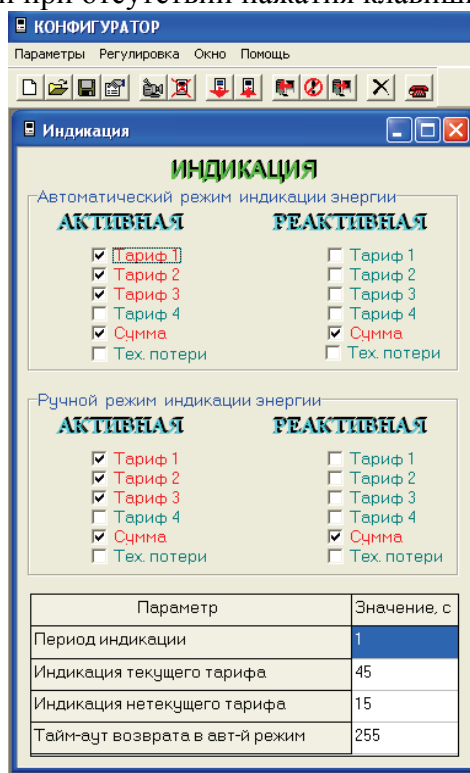 и при отсутствии нажатия клавиш
КОНФИГУРАТОР
Параметры Регулировка Окно Помощь
Индикация
ИНДИКАЦИЯ
Автоматический режим индикации энергии
АКТИВНАЯ РЕАКТИВНАЯ
Тариф 1 Тариф 1
Тариф 2 Тариф 2
Тариф 3 Тариф 3
Тариф 4 Тариф 4
Сумма Сумма
Тех. потери Тех. потери
Ручной режим индикации энергии
АКТИВНАЯ РЕАКТИВНАЯ
Тариф 1 Тариф 1
Тариф 2 Тариф 2
Тариф 3 Тариф 3
Тариф 4 Тариф 4
Сумма Сумма
Тех. потери Тех. потери
Параметр Значение, с
Период индикации 1
Индикация текущего тарифа 45
Индикация нетекущего тарифа 15
Тайм-аут возврата в авт-й режим 255